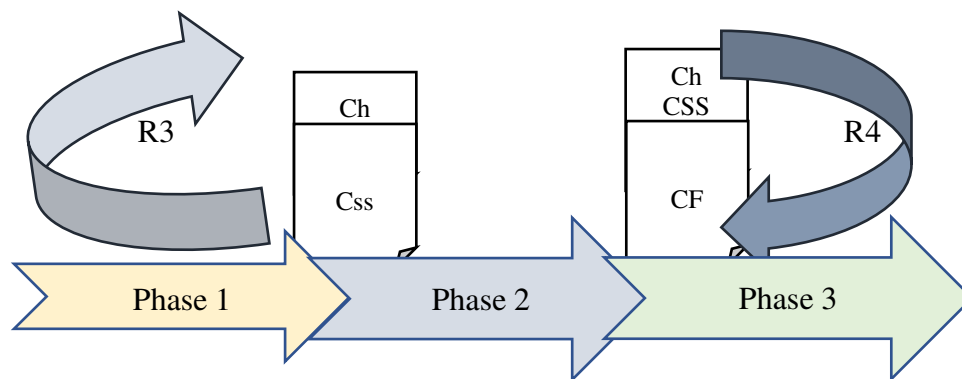 Ch
Ch
CSS
R3
R4
Css
CF
Phase 1
Phase 2
Phase 3